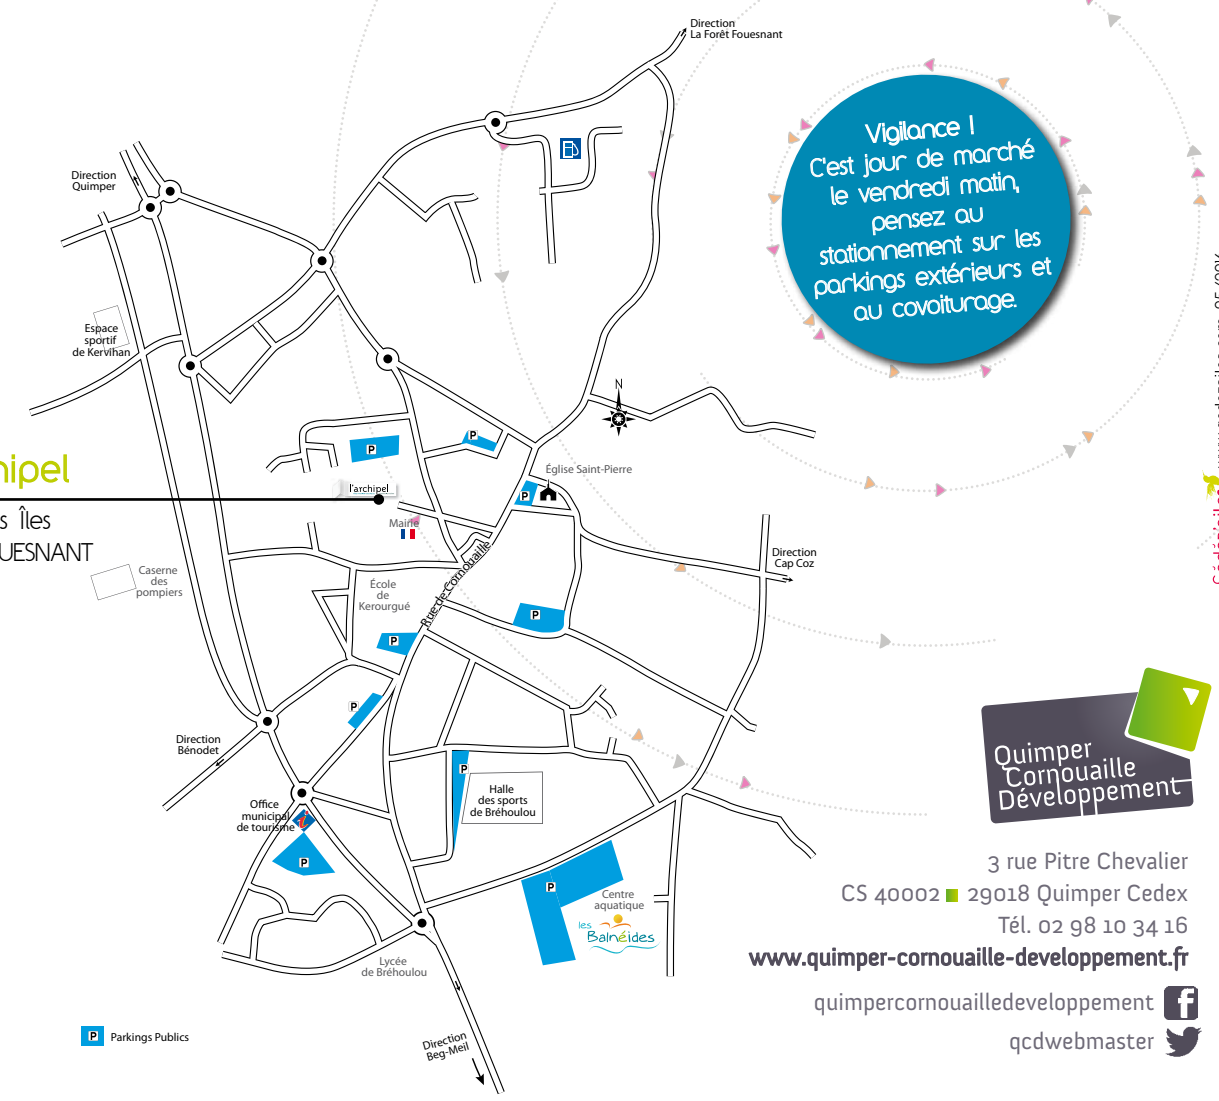 Direction
La Forêt Fouesnant
Vigilance !
C'est jour de marché
le vendredi matin,
pensez au
stationnement sur les
parkings extérieurs et
au covoiturage.
Direction
Quimper
Espace
sportif
de Kervihan
N
P
P
hipel
l'archipel
Église Saint-Pierre
P
s Îles
UESNANT
Mairie
Rue de Cornouaille
Direction
Cap Coz
Caserne
des
pompiers
École
de
Kerourgué
P
P
P
Direction
Bénodet
P
Halle
des sports
de Bréhoulou
Office
municipal
de tourisme
i
P
P
Centre
aquatique
les
Balnéides
Lycée
de Bréhoulou
Direction
Beg-Meil
P Parkings Publics
Quimper
Cornouaille
Développement
3 rue Pitre Chevalier
CS 40002 29018 Quimper Cedex
Tél. 02 98 10 34 16
www.quimper-cornouaille-developpement.fr
quimpercornouailledeveloppement f
qcdwebmaster